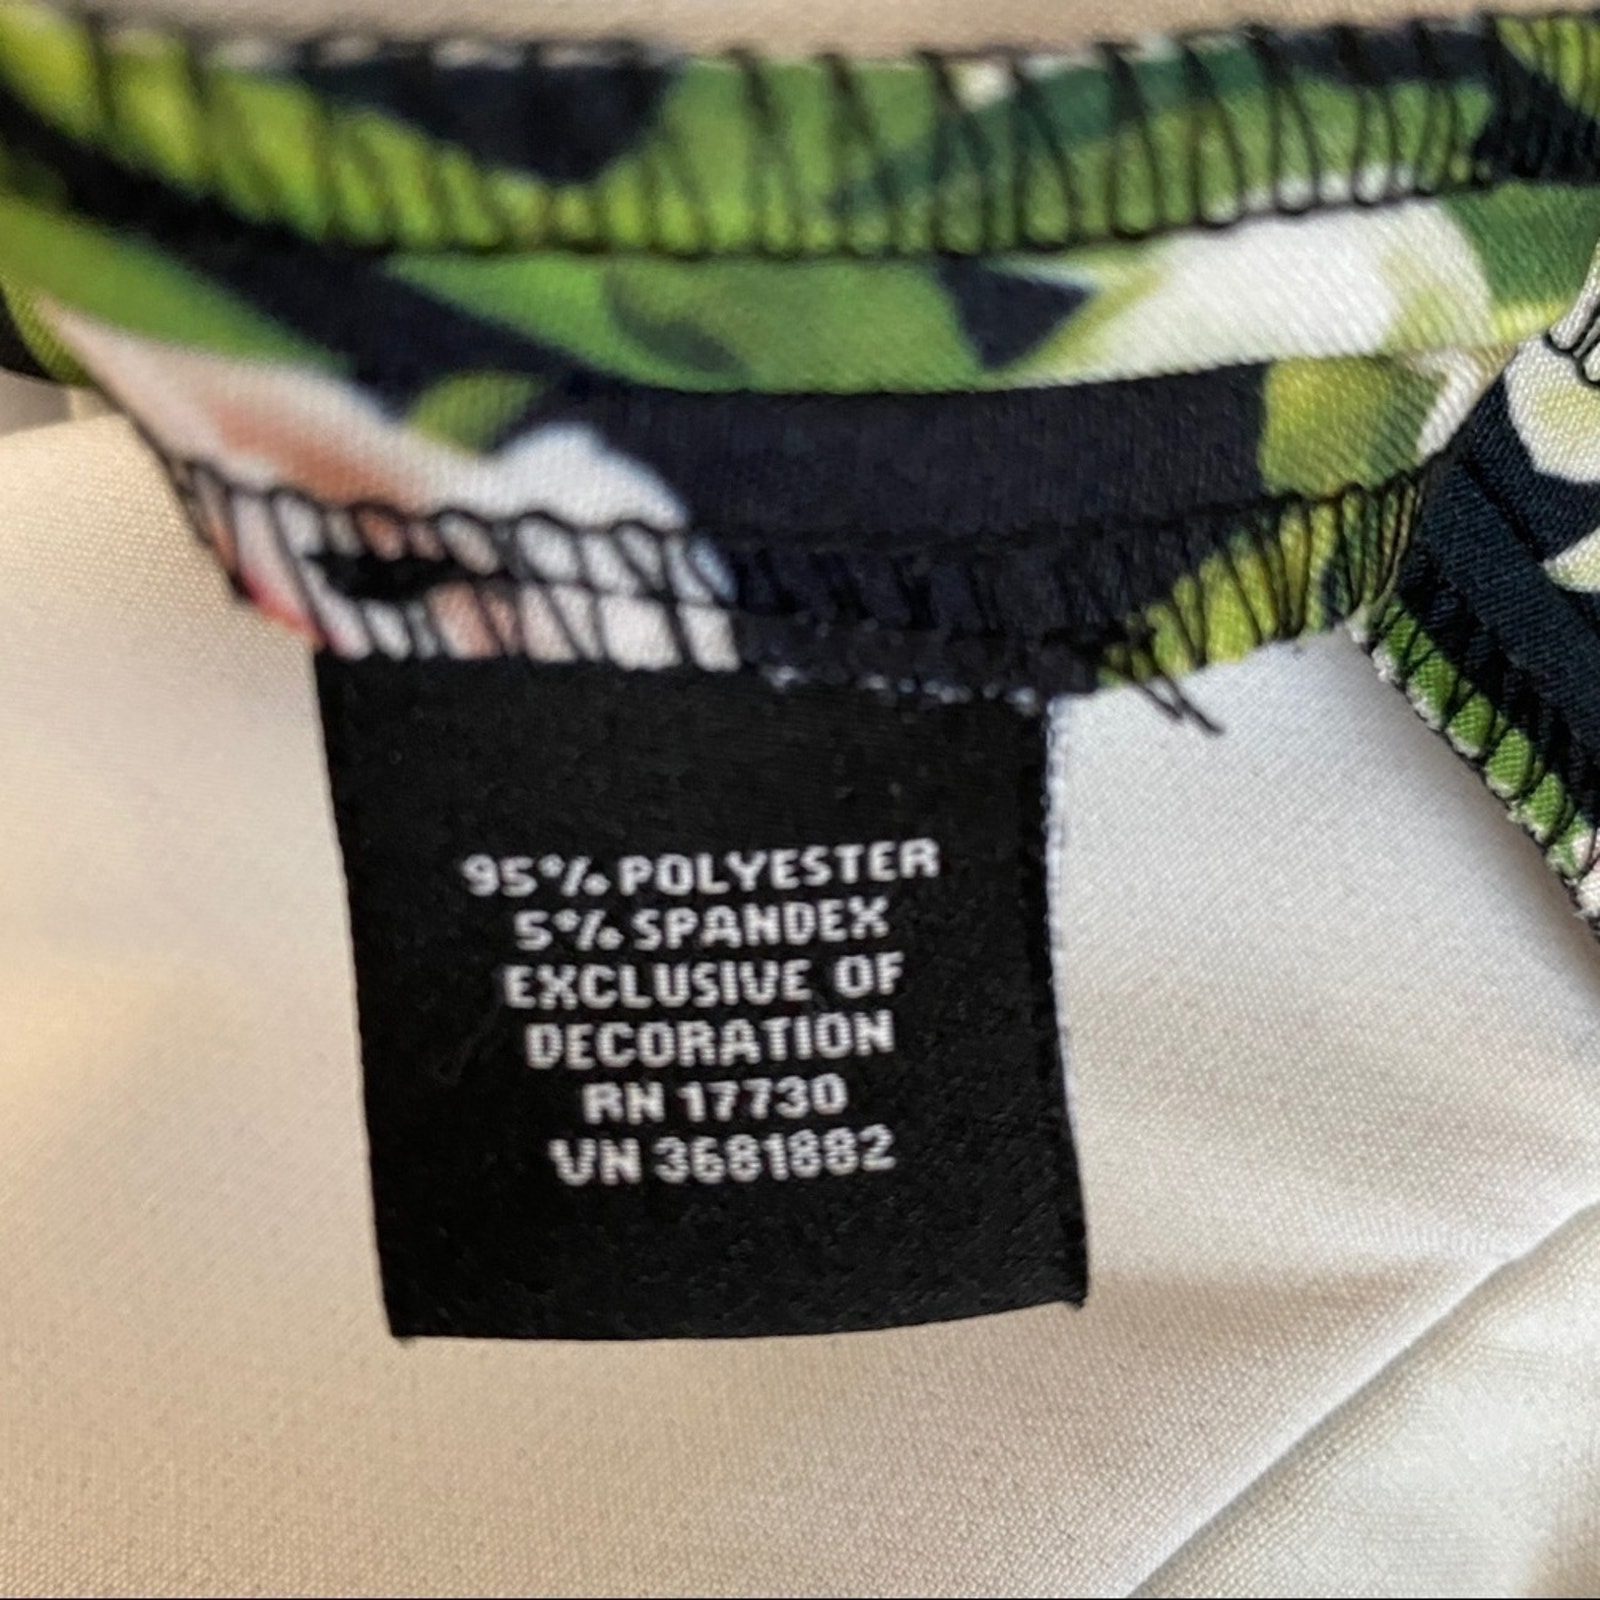 95% POLYESTER
5% SPANDEX
EXCLUSIVE OF
DECORATION
RN 17730
VN 3681882